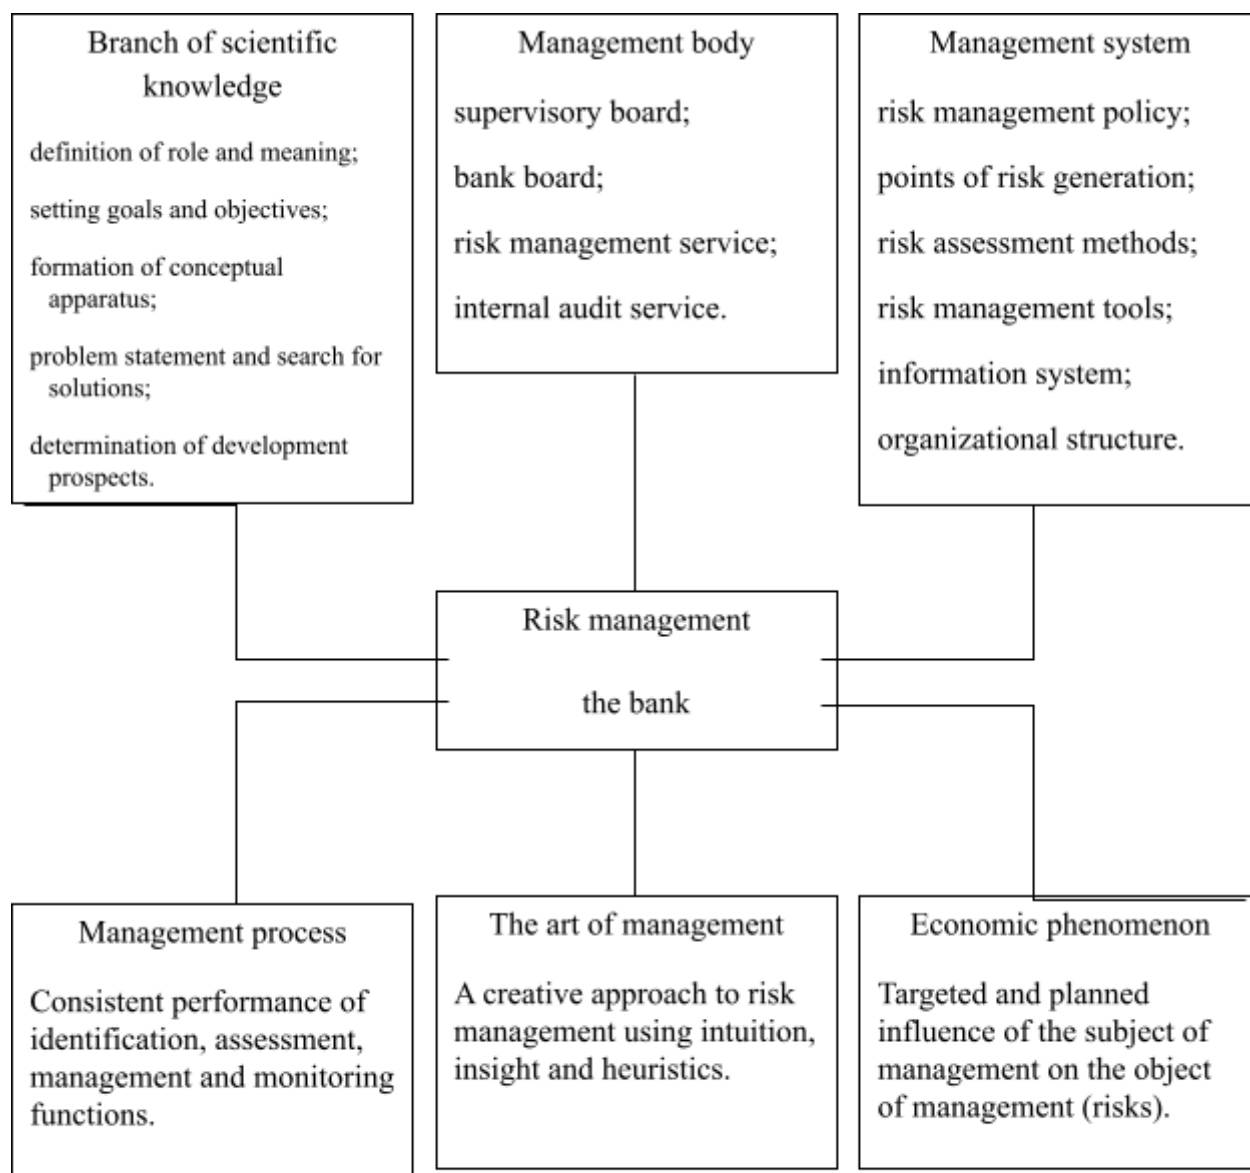 Branch of scientific
knowledge
definition of role and meaning;
setting goals and objectives;
formation of conceptual
apparatus;
problem statement and search for
solutions;
determination of development
prospects.
Management body
supervisory board;
bank board;
risk management service;
internal audit service.
Management system
risk management policy;
points of risk generation;
risk assessment methods;
risk management tools;
information system;
organizational structure.
Risk management
the bank
Management process
Consistent performance of
identification, assessment,
management and monitoring
functions.
The art of management
A creative approach to risk
management using intuition,
insight and heuristics.
Economic phenomenon
Targeted and planned
influence of the subject of
management on the object
of management (risks).